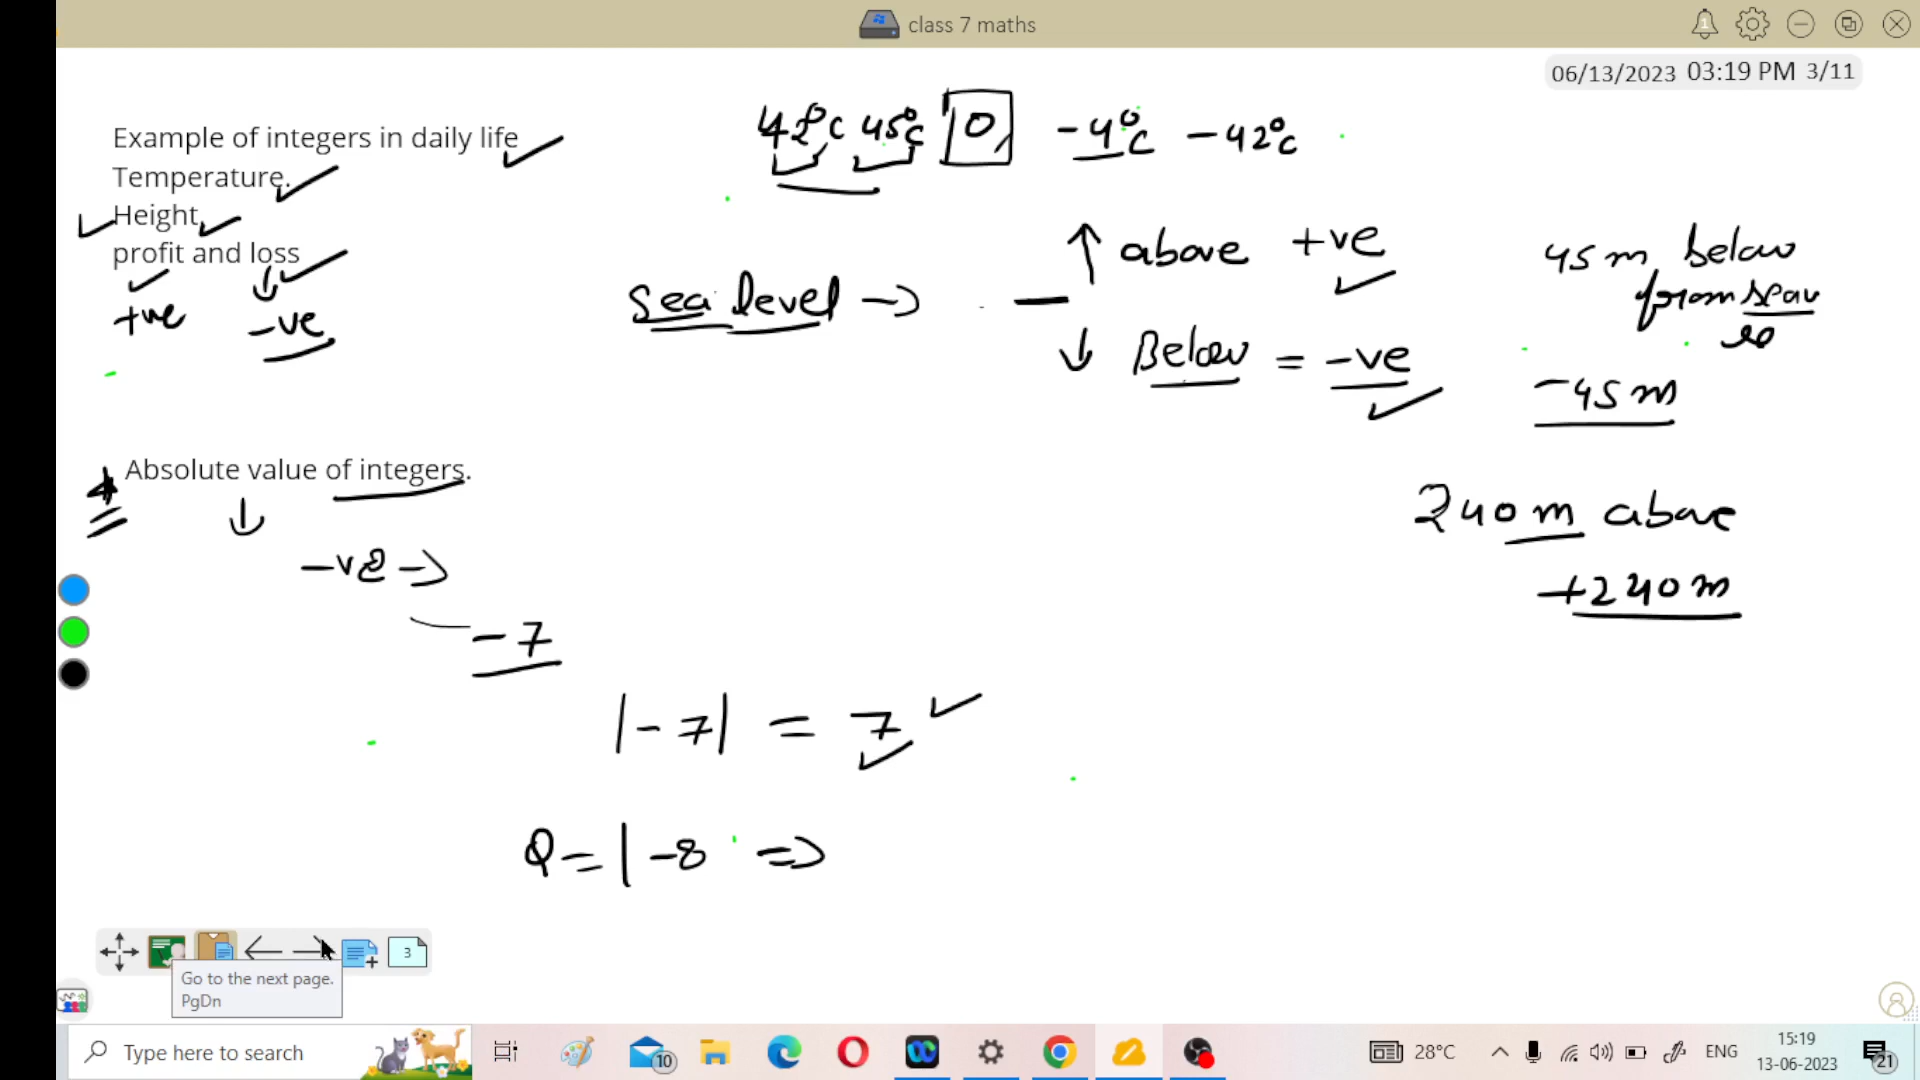 class 7 maths
06/13/2023 03:19 PM 3/11
Example of integers in daily life
Temperature.
Height
profit and loss
+ve -ve
42°C 45°C 0 -4°C -42°C
sea level →
↑ above +ve
↓ Below = -ve
45 m Below
from
-45 m
240 m above
+240 m
Absolute value of integers.
↓
-ve →
-7
|-7| = 7
Q = |-8 ⇒
3
Go to the next page.
PgDn
Type here to search
10
28°C
ENG
15:19
13-06-2023
21